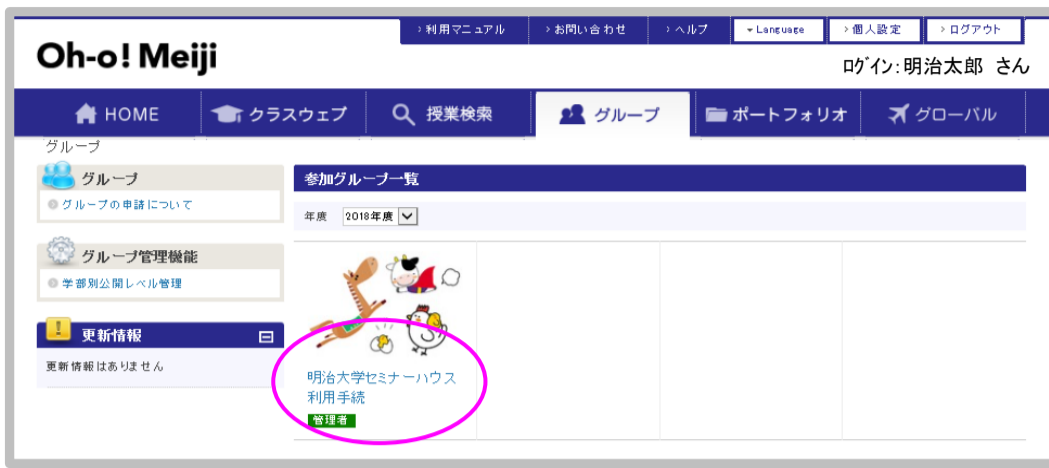 ›利用マニュアル ›お問い合わせ ›ヘルプ Language ›個人設定 ›ログアウト
Oh-o! Meiji
ログイン:明治太郎 さん
HOME クラスウェブ 授業検索 グループ ポートフォリオ グローバル
グループ
グループ
グループの申請について
グループ管理機能
学部別公開レベル管理
更新情報
更新情報はありません
参加グループ一覧
年度 2018年度
明治大学セミナーハウス
利用手続
管理者